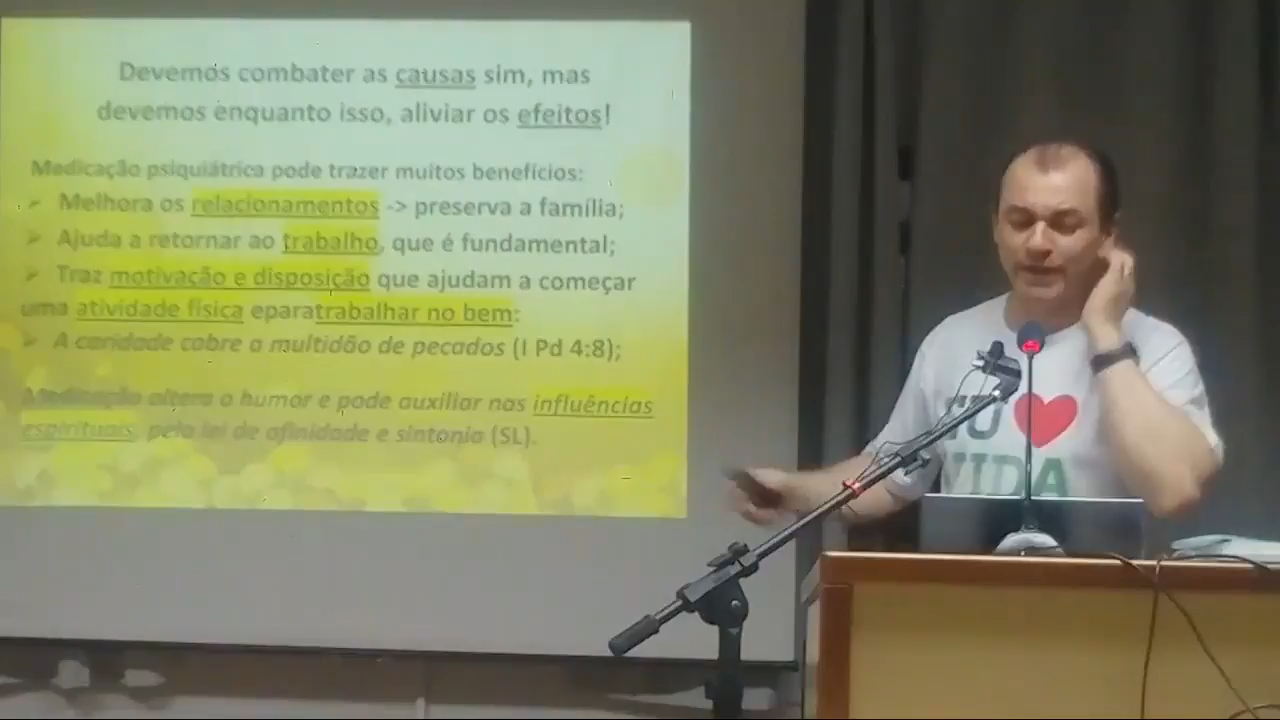 Devemos combater as causas sim, mas
devemos enquanto isso, aliviar os efeitos!
Medicação psiquiátrica pode trazer muitos benefícios:
➤ Melhora os relacionamentos -> preserva a família;
➤ Ajuda a retornar ao trabalho, que é fundamental;
➤ Traz motivação e disposição que ajudam a começar
uma atividade física eparatrabalhar no bem:
➤ A caridade cobre a multidão de pecados (I Pd 4:8);
Medicação altera o humor e pode auxiliar nas influências
espirituais, pela lei de afinidade e sintonia (SL).
EU ❤
VIDA